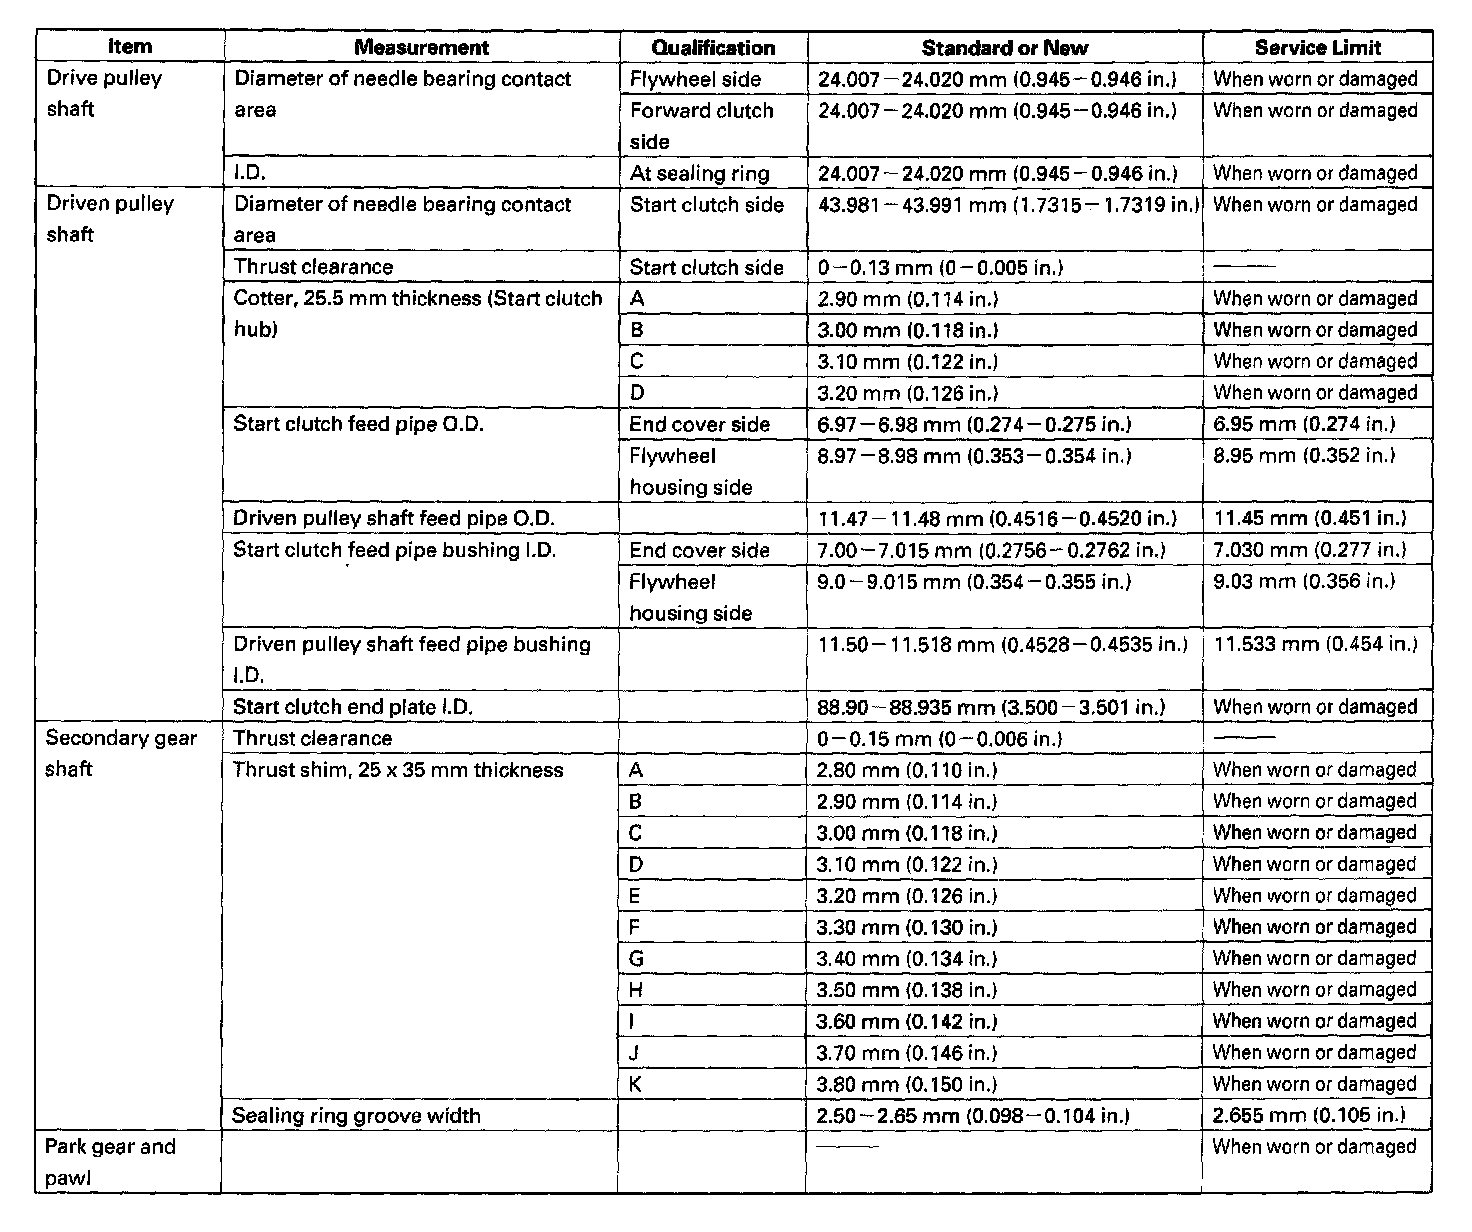 Item Measurement Qualification Standard or New Service Limit
Drive pulley Diameter of needle bearing contact Flywheel side 24.007－24.020 mm (0.945－0.946 in.) When worn or damaged
shaft area Forward clutch 24.007－24.020 mm (0.945－0.946 in.) When worn or damaged
side
I.D. At sealing ring 24.007－24.020 mm (0.945－0.946 in.) When worn or damaged
Driven pulley Diameter of needle bearing contact Start clutch side 43.981－43.991 mm (1.7315－1.7319 in.) When worn or damaged
shaft area
Thrust clearance Start clutch side 0－0.13 mm (0－0.005 in.) ——
Cotter, 25.5 mm thickness (Start clutch A 2.90 mm (0.114 in.) When worn or damaged
hub) B 3.00 mm (0.118 in.) When worn or damaged
C 3.10 mm (0.122 in.) When worn or damaged
D 3.20 mm (0.126 in.) When worn or damaged
Start clutch feed pipe O.D. End cover side 6.97－6.98 mm (0.274－0.275 in.) 6.95 mm (0.274 in.)
Flywheel 8.97－8.98 mm (0.353－0.354 in.) 8.95 mm (0.352 in.)
housing side
Driven pulley shaft feed pipe O.D. 11.47－11.48 mm (0.4516－0.4520 in.) 11.45 mm (0.451 in.)
Start clutch feed pipe bushing I.D. End cover side 7.00－7.015 mm (0.2756－0.2762 in.) 7.030 mm (0.277 in.)
Flywheel 9.0－9.015 mm (0.354－0.355 in.) 9.03 mm (0.356 in.)
housing side
Driven pulley shaft feed pipe bushing 11.50－11.518 mm (0.4528－0.4535 in.) 11.533 mm (0.454 in.)
I.D.
Start clutch end plate I.D. 88.90－88.935 mm (3.500－3.501 in.) When worn or damaged
Secondary gear Thrust clearance 0－0.15 mm (0－0.006 in.) ——
shaft Thrust shim, 25 x 35 mm thickness A 2.80 mm (0.110 in.) When worn or damaged
B 2.90 mm (0.114 in.) When worn or damaged
C 3.00 mm (0.118 in.) When worn or damaged
D 3.10 mm (0.122 in.) When worn or damaged
E 3.20 mm (0.126 in.) When worn or damaged
F 3.30 mm (0.130 in.) When worn or damaged
G 3.40 mm (0.134 in.) When worn or damaged
H 3.50 mm (0.138 in.) When worn or damaged
I 3.60 mm (0.142 in.) When worn or damaged
J 3.70 mm (0.146 in.) When worn or damaged
K 3.80 mm (0.150 in.) When worn or damaged
Sealing ring groove width 2.50－2.65 mm (0.098－0.104 in.) 2.655 mm (0.105 in.)
Park gear and —— When worn or damaged
pawl